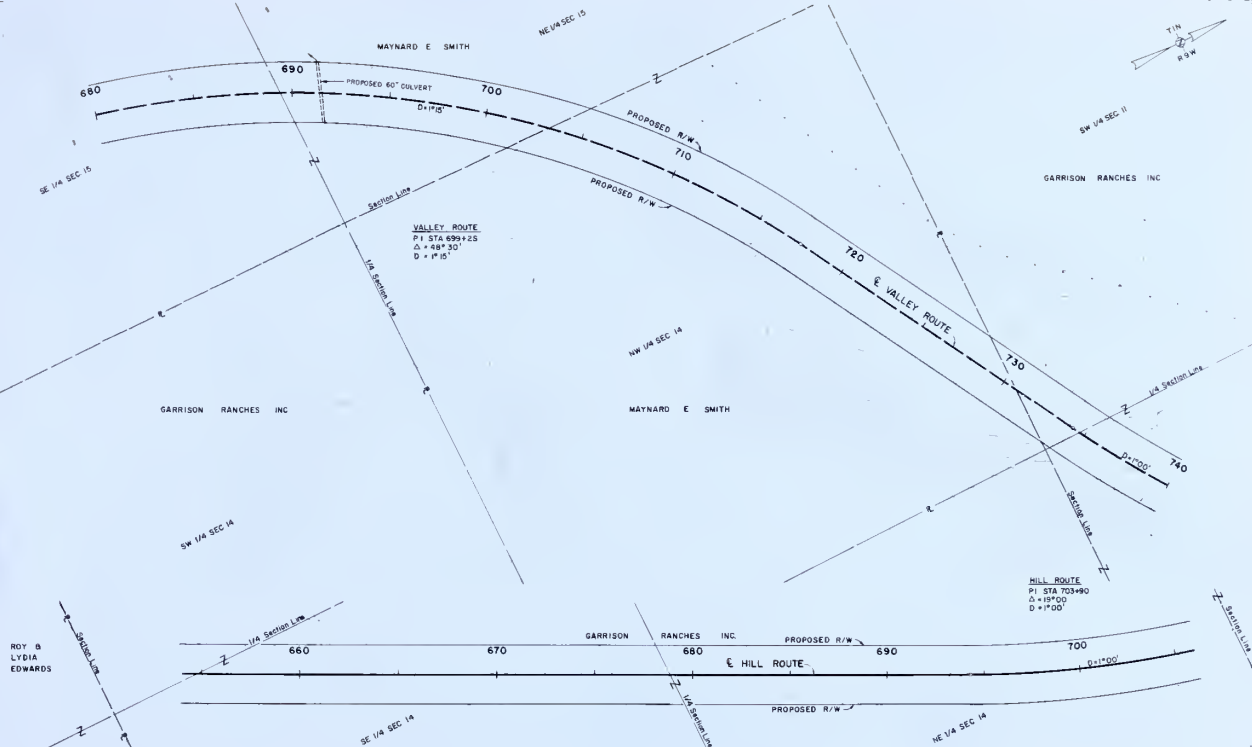 NE 1/4 SEC 15
MAYNARD E SMITH
T1N
R9W
690
PROPOSED 60" CULVERT
680
700
D=1°15'
PROPOSED R/W
SW 1/4 SEC 11
710
GARRISON RANCHES INC
SE 1/4 SEC 15
Section Line
PROPOSED R/W
VALLEY ROUTE
PI STA 699+25
Δ = 48° 30'
D = 1° 15'
1/4 Section Line
720
℄ VALLEY ROUTE
NW 1/4 SEC 14
730
1/4 Section Line
GARRISON RANCHES INC
MAYNARD E SMITH
D=1°00'
740
Section Line
SW 1/4 SEC 14
HILL ROUTE
PI STA 703+90
Δ = 19°00
D = 1°00'
ROY B
LYDIA
EDWARDS
Section Line
1/4 Section Line
GARRISON RANCHES INC.
PROPOSED R/W
660
670
680
690
700
℄ HILL ROUTE
D=1°00'
Section Line
1/4 Section Line
PROPOSED R/W
SE 1/4 SEC 14
NE 1/4 SEC 14